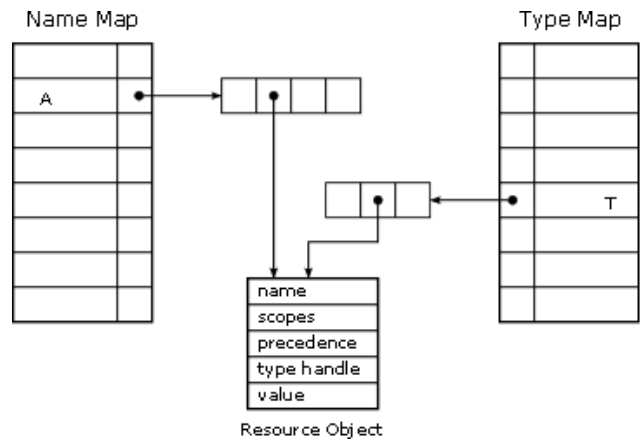 Name Map
Type Map
A
T
name
scopes
precedence
type handle
value
Resource Object